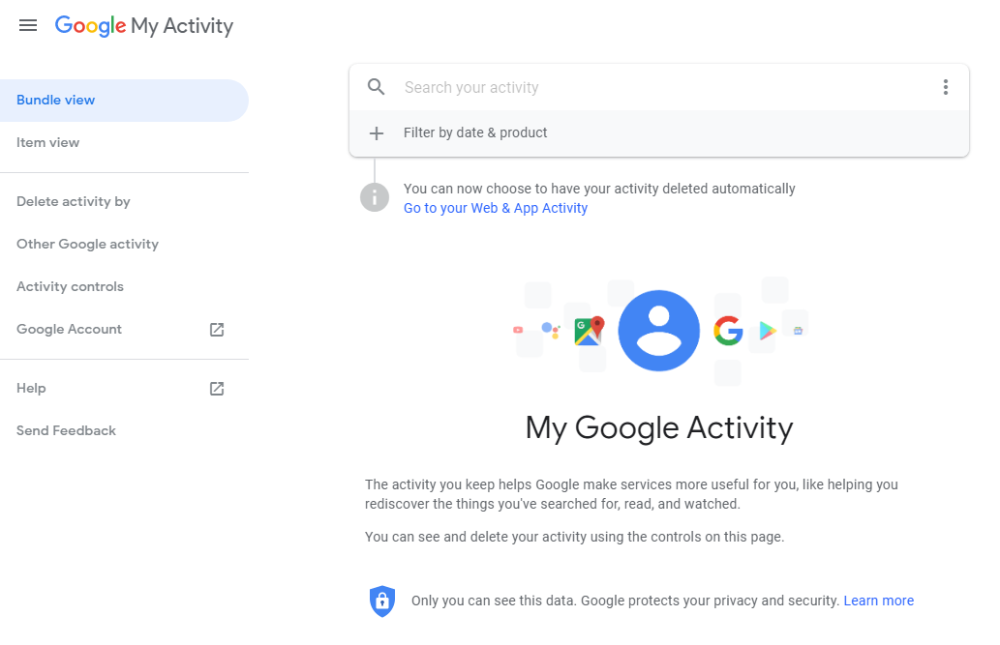 Google My Activity
Bundle view
Item view
Delete activity by
Other Google activity
Activity controls
Google Account
Help
Send Feedback
Search your activity
Filter by date & product
You can now choose to have your activity deleted automatically
Go to your Web & App Activity
My Google Activity
The activity you keep helps Google make services more useful for you, like helping you
rediscover the things you've searched for, read, and watched.
You can see and delete your activity using the controls on this page.
Only you can see this data. Google protects your privacy and security. Learn more